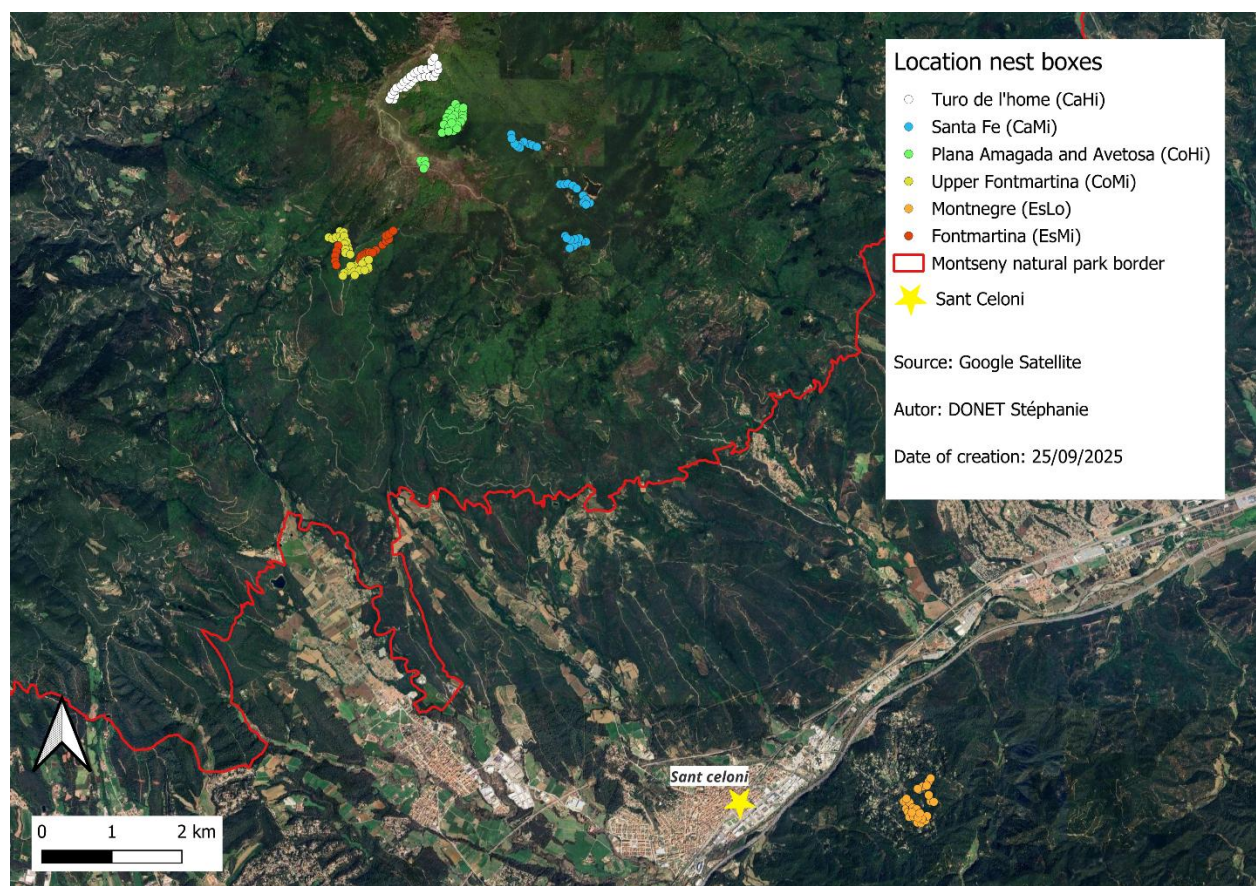 Location nest boxes
Turo de l'home (CaHi)
Santa Fe (CaMi)
Plana Amagada and Avetosa (CoHi)
Upper Fontmartina (CoMi)
Montnegre (EsLo)
Fontmartina (EsMi)
Montseny natural park border
Sant Celoni
Source: Google Satellite
Autor: DONET Stéphanie
Date of creation: 25/09/2025
Sant celoni
0 1 2 km